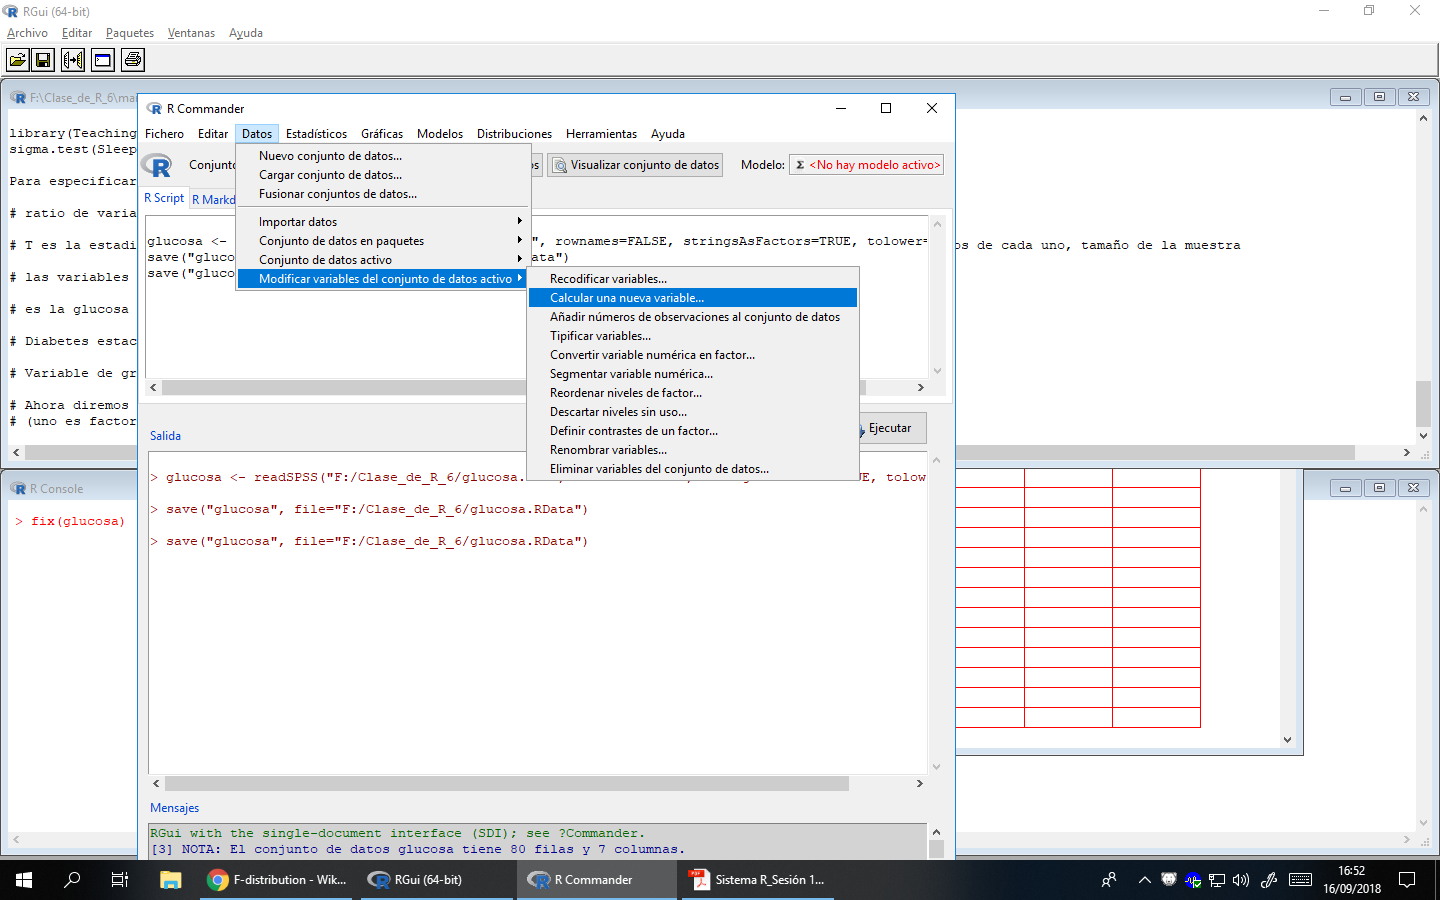 RGui (64-bit)
Archivo Editar Paquetes Ventanas Ayuda
F:\Clase_de_R_6\ma
library(Teaching
sigma.test(Sleep
Para especificar
# ratio de varia
# T es la estadi
# las variables
# es la glucosa
# Diabetes estac
# Variable de gr
# Ahora diremos
# (uno es factor
os de cada uno, tamaño de la muestra
R Console
> fix(glucosa)
R Commander
Fichero Editar Datos Estadísticos Gráficas Modelos Distribuciones Herramientas Ayuda
Conjunto
os
Visualizar conjunto de datos
Modelo: Σ <No hay modelo activo>
R Script
R Markd
glucosa <-
", rownames=FALSE, stringsAsFactors=TRUE, tolower=
save("gluco
ata")
save("gluco
Nuevo conjunto de datos...
Cargar conjunto de datos...
Fusionar conjuntos de datos...
Importar datos
Conjunto de datos en paquetes
Conjunto de datos activo
Modificar variables del conjunto de datos activo
Recodificar variables...
Calcular una nueva variable...
Añadir números de observaciones al conjunto de datos
Tipificar variables...
Convertir variable numérica en factor...
Segmentar variable numérica...
Reordenar niveles de factor...
Descartar niveles sin uso...
Definir contrastes de un factor...
Renombrar variables...
Eliminar variables del conjunto de datos...
Ejecutar
Salida
> glucosa <- readSPSS("F:/Clase_de_R_6/glucosa.
UE, tolow
> save("glucosa", file="F:/Clase_de_R_6/glucosa.RData")
> save("glucosa", file="F:/Clase_de_R_6/glucosa.RData")
Mensajes
RGui with the single-document interface (SDI); see ?Commander.
[3] NOTA: El conjunto de datos glucosa tiene 80 filas y 7 columnas.
F-distribution - Wik...
RGui (64-bit)
R Commander
Sistema R_Sesión 1...
16:52
16/09/2018